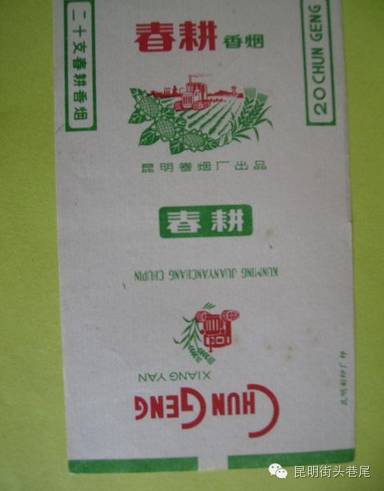 春耕 香烟
二十支春耕香烟
20 CHUN GENG
昆明卷烟厂出品
春耕
KUNMING JUANYANCHANG CHUPIN
XIANG YAN
CHUN GENG
昆明街头巷尾